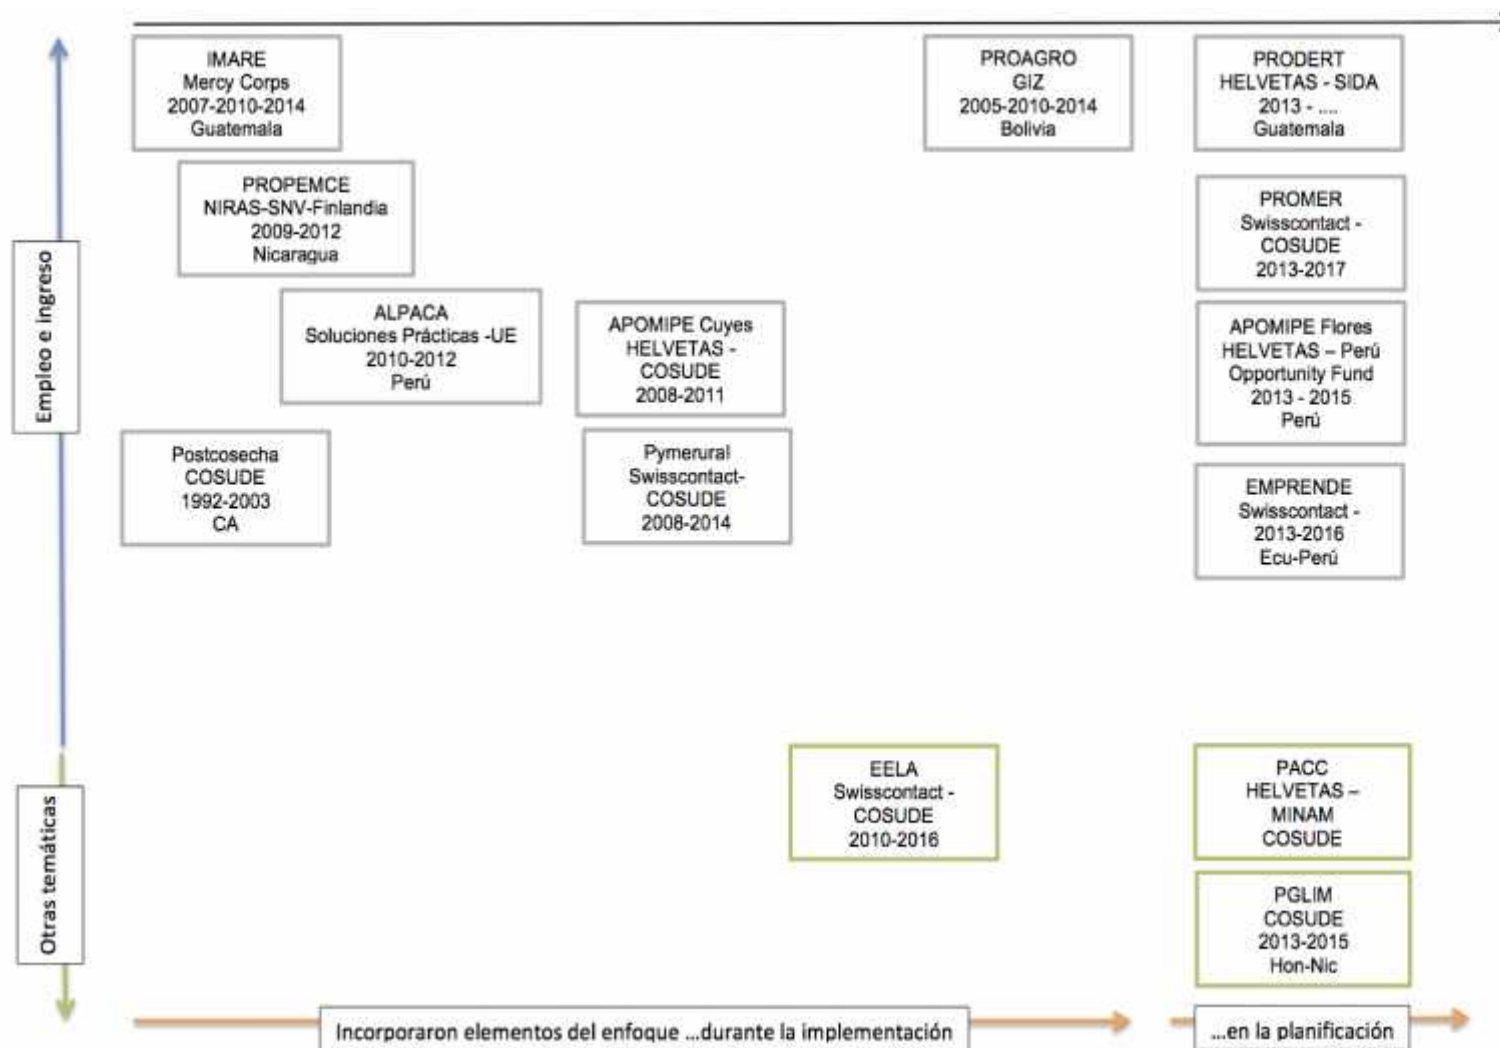 IMARE
Mercy Corps
2007-2010-2014
Guatemala
PROAGRO
GIZ
2005-2010-2014
Bolivia
PRODERT
HELVETAS - SIDA
2013 - ....
Guatemala
PROPEMCE
NIRAS-SNV-Finlandia
2009-2012
Nicaragua
PROMER
Swisscontact -
COSUDE
2013-2017
Empleo e ingreso
ALPACA
Soluciones Prácticas -UE
2010-2012
Perú
APOMIPE Cuyes
HELVETAS -
COSUDE
2008-2011
APOMIPE Flores
HELVETAS – Perú
Opportunity Fund
2013 - 2015
Perú
Postcosecha
COSUDE
1992-2003
CA
Pymerural
Swisscontact-
COSUDE
2008-2014
EMPRENDE
Swisscontact -
2013-2016
Ecu-Perú
Otras temáticas
EELA
Swisscontact -
COSUDE
2010-2016
PACC
HELVETAS –
MINAM
COSUDE
PGLIM
COSUDE
2013-2015
Hon-Nic
Incorporaron elementos del enfoque ...durante la implementación
...en la planificación